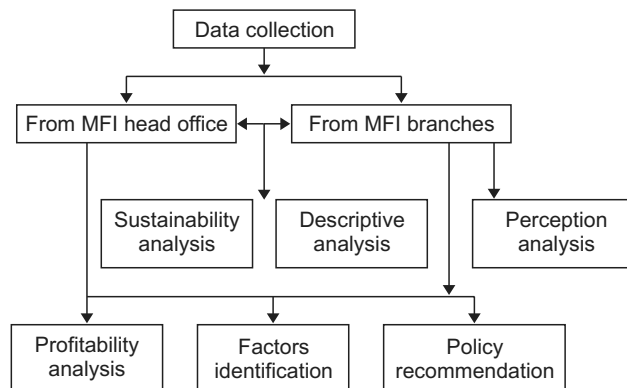 Data collection
From MFI head office
From MFI branches
Sustainability
analysis
Descriptive
analysis
Perception
analysis
Profitability
analysis
Factors
identification
Policy
recommendation